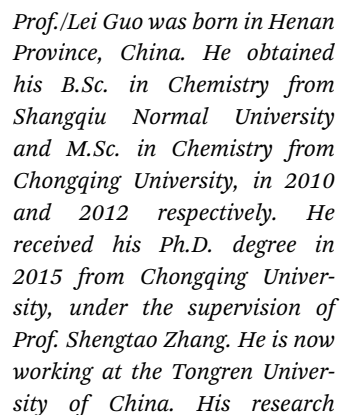 Prof./Lei Guo was born in Henan
Province, China. He obtained
his B.Sc. in Chemistry from
Shangqiu Normal University
and M.Sc. in Chemistry from
Chongqing University, in 2010
and 2012 respectively. He
received his Ph.D. degree in
2015 from Chongqing Univer-
sity, under the supervision of
Prof. Shengtao Zhang. He is now
working at the Tongren Univer-
sity of China. His research